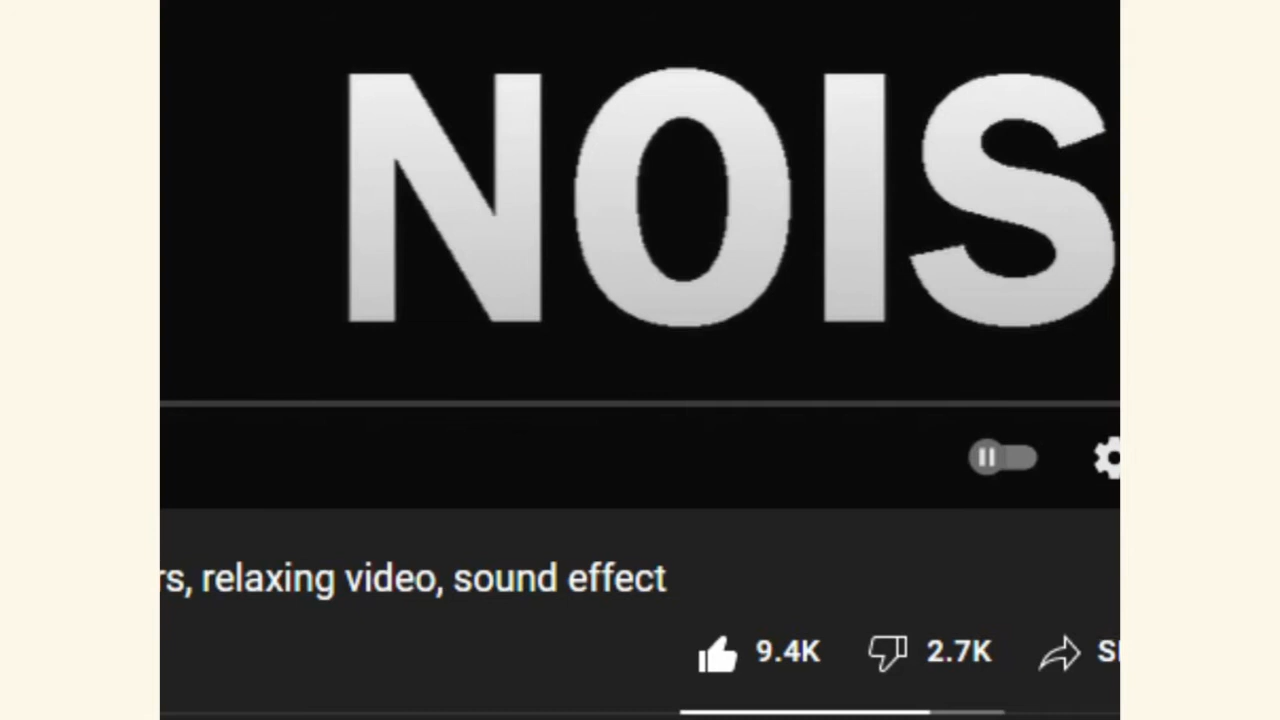 NOIS
rs, relaxing video, sound effect
9.4K 2.7K S